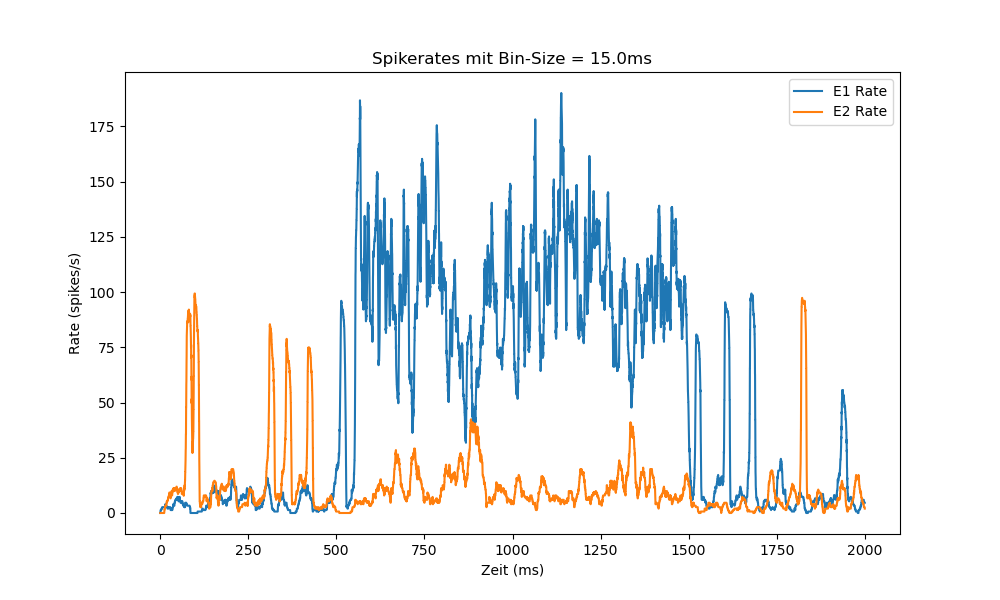 Spikerates mit Bin-Size = 15.0ms
E1 Rate
E2 Rate
Rate (spikes/s)
175
150
125
100
75
50
25
0
0 250 500 750 1000 1250 1500 1750 2000
Zeit (ms)